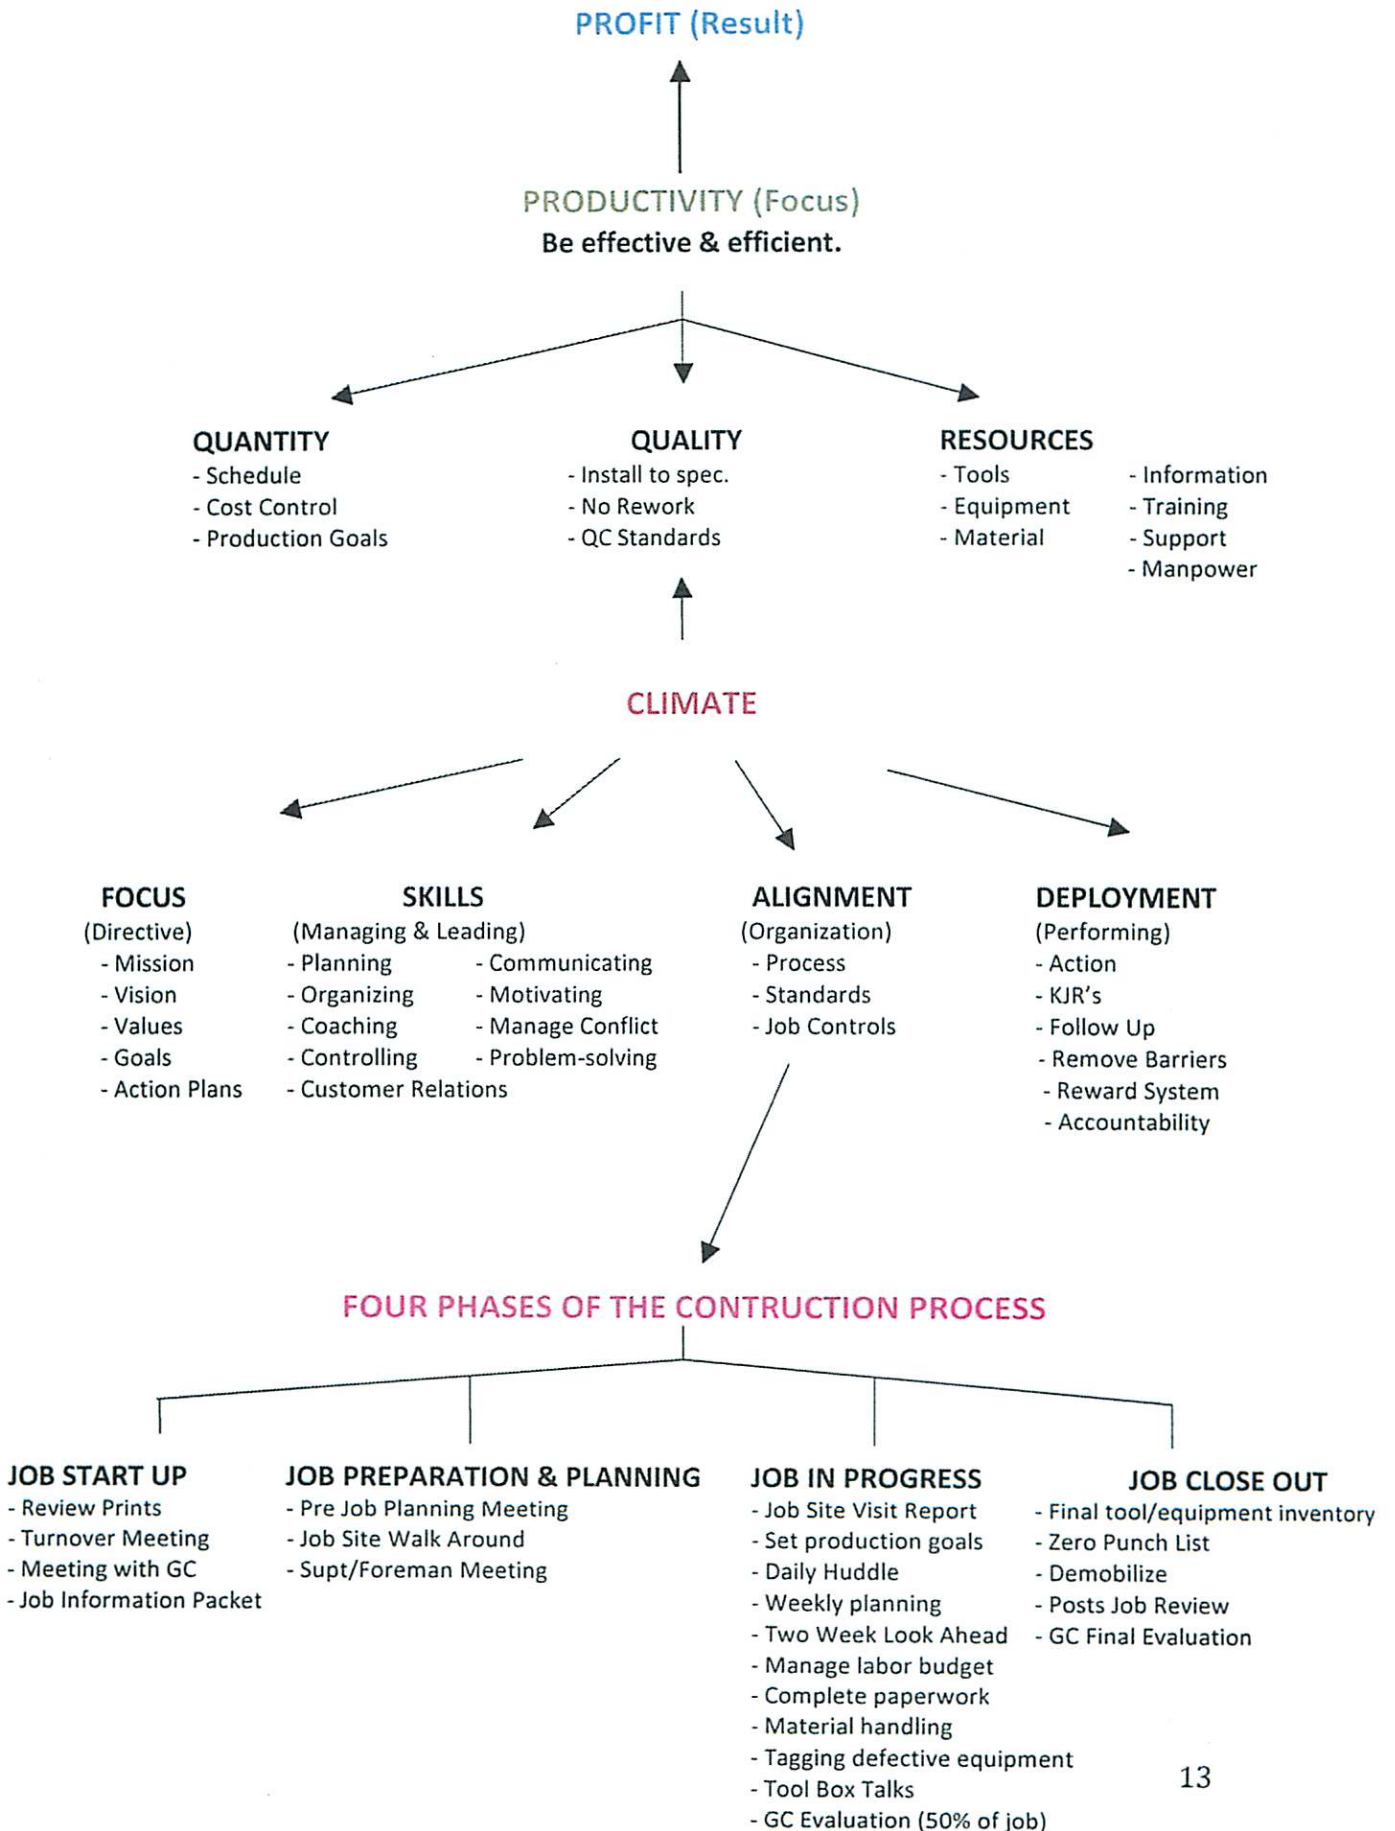 PROFIT (Result)
PRODUCTIVITY (Focus)
Be effective & efficient.
QUANTITY
- Schedule
- Cost Control
- Production Goals
QUALITY
- Install to spec.
- No Rework
- QC Standards
RESOURCES
- Tools
- Equipment
- Material
- Information
- Training
- Support
- Manpower
CLIMATE
FOCUS
(Directive)
- Mission
- Vision
- Values
- Goals
- Action Plans
SKILLS
(Managing & Leading)
- Planning
- Organizing
- Coaching
- Controlling
- Customer Relations
- Communicating
- Motivating
- Manage Conflict
- Problem-solving
ALIGNMENT
(Organization)
- Process
- Standards
- Job Controls
DEPLOYMENT
(Performing)
- Action
- KJR's
- Follow Up
- Remove Barriers
- Reward System
- Accountability
FOUR PHASES OF THE CONTRUCTION PROCESS
JOB START UP
- Review Prints
- Turnover Meeting
- Meeting with GC
- Job Information Packet
JOB PREPARATION & PLANNING
- Pre Job Planning Meeting
- Job Site Walk Around
- Supt/Foreman Meeting
JOB IN PROGRESS
- Job Site Visit Report
- Set production goals
- Daily Huddle
- Weekly planning
- Two Week Look Ahead
- Manage labor budget
- Complete paperwork
- Material handling
- Tagging defective equipment
- Tool Box Talks
- GC Evaluation (50% of job)
JOB CLOSE OUT
- Final tool/equipment inventory
- Zero Punch List
- Demobilize
- Posts Job Review
- GC Final Evaluation
13